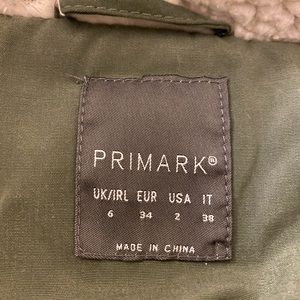 PRIMARK®
UK/IRL EUR USA IT
6 34 2 38
MADE IN CHINA